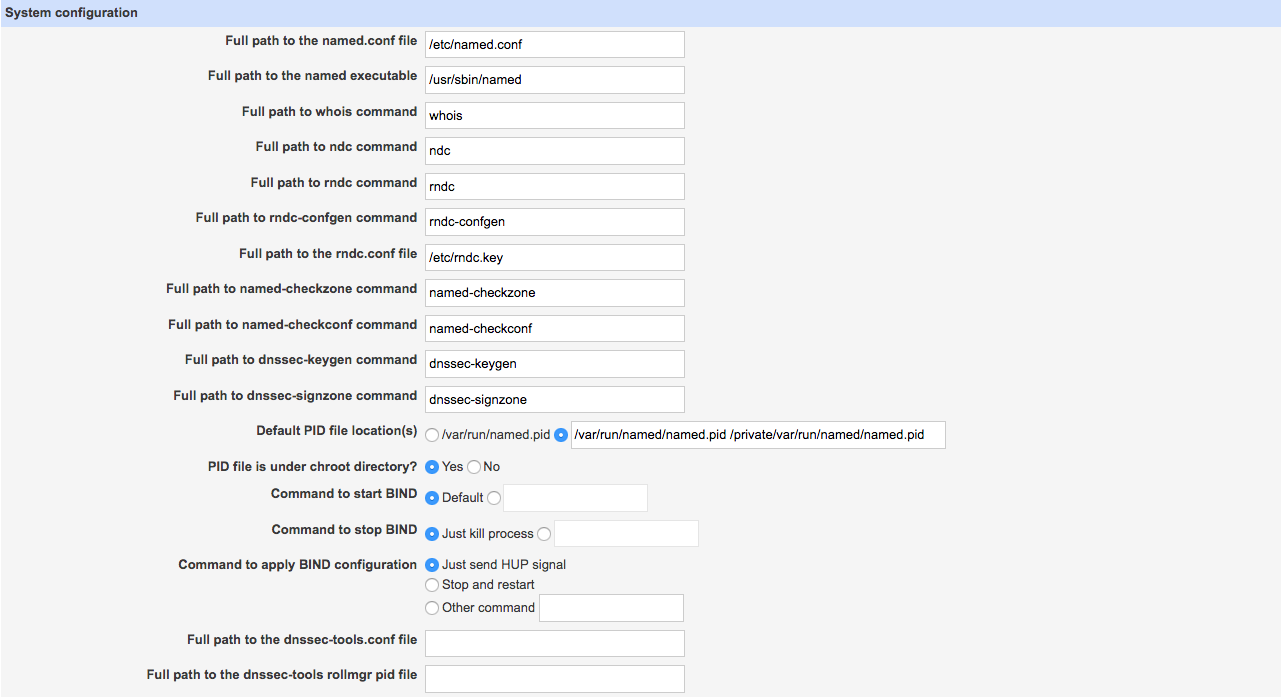 System configuration
Full path to the named.conf file /etc/named.conf
Full path to the named executable /usr/sbin/named
Full path to whois command whois
Full path to ndc command ndc
Full path to rndc command rndc
Full path to rndc-confgen command rndc-confgen
Full path to the rndc.conf file /etc/rndc.key
Full path to named-checkzone command named-checkzone
Full path to named-checkconf command named-checkconf
Full path to dnssec-keygen command dnssec-keygen
Full path to dnssec-signzone command dnssec-signzone
Default PID file location(s) /var/run/named.pid /var/run/named/named.pid /private/var/run/named/named.pid
PID file is under chroot directory? Yes No
Command to start BIND Default
Command to stop BIND Just kill process
Command to apply BIND configuration Just send HUP signal
Stop and restart
Other command
Full path to the dnssec-tools.conf file
Full path to the dnssec-tools rollmgr pid file